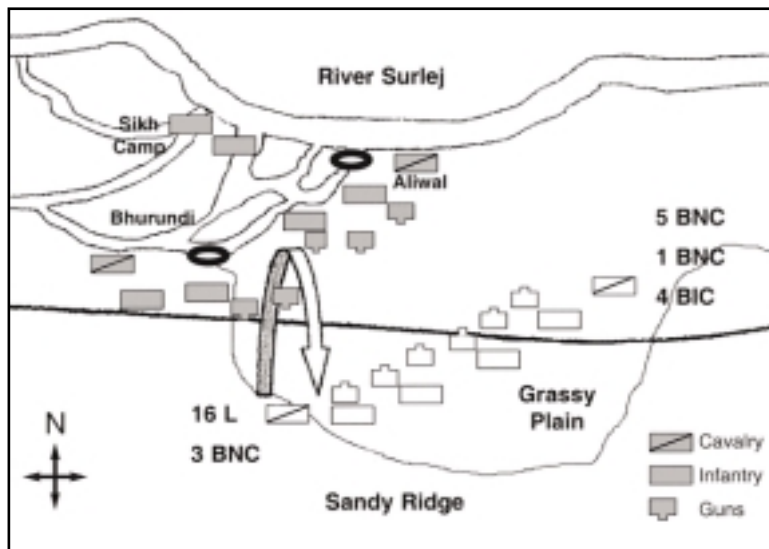 River Surlej
Sikh
Camp
Aliwal
Bhurundi
5 BNC
1 BNC
4 BIC
Grassy
Plain
16 L
3 BNC
N
Sandy Ridge
Cavalry
Infantry
Guns